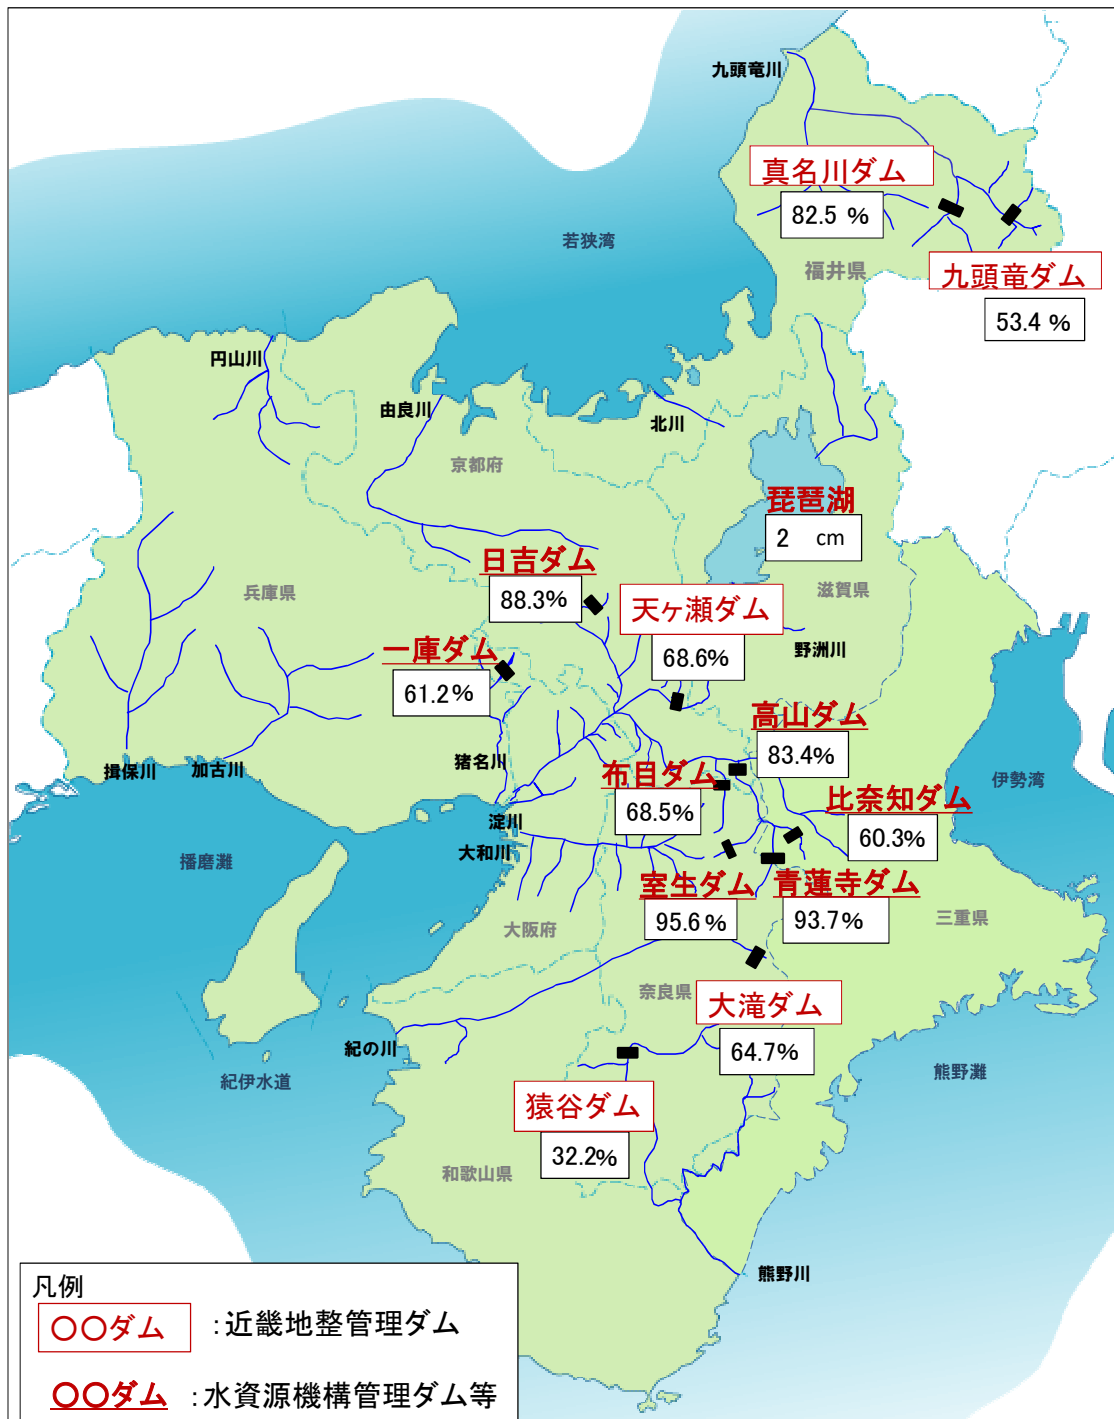 九頭竜川
真名川ダム
82.5 %
若狭湾
福井県
九頭竜ダム
53.4 %
円山川
由良川
北川
京都府
琵琶湖
2 cm
日吉ダム
88.3%
天ヶ瀬ダム
68.6%
滋賀県
兵庫県
野洲川
一庫ダム
61.2%
高山ダム
83.4%
猪名川
揖保川
加古川
布目ダム
68.5%
伊勢湾
比奈知ダム
60.3%
淀川
大和川
播磨灘
室生ダム
95.6%
青蓮寺ダム
93.7%
大阪府
三重県
奈良県
大滝ダム
64.7%
紀の川
紀伊水道
熊野灘
猿谷ダム
32.2%
和歌山県
熊野川
凡例
〇〇ダム :近畿地整管理ダム
〇〇ダム :水資源機構管理ダム等